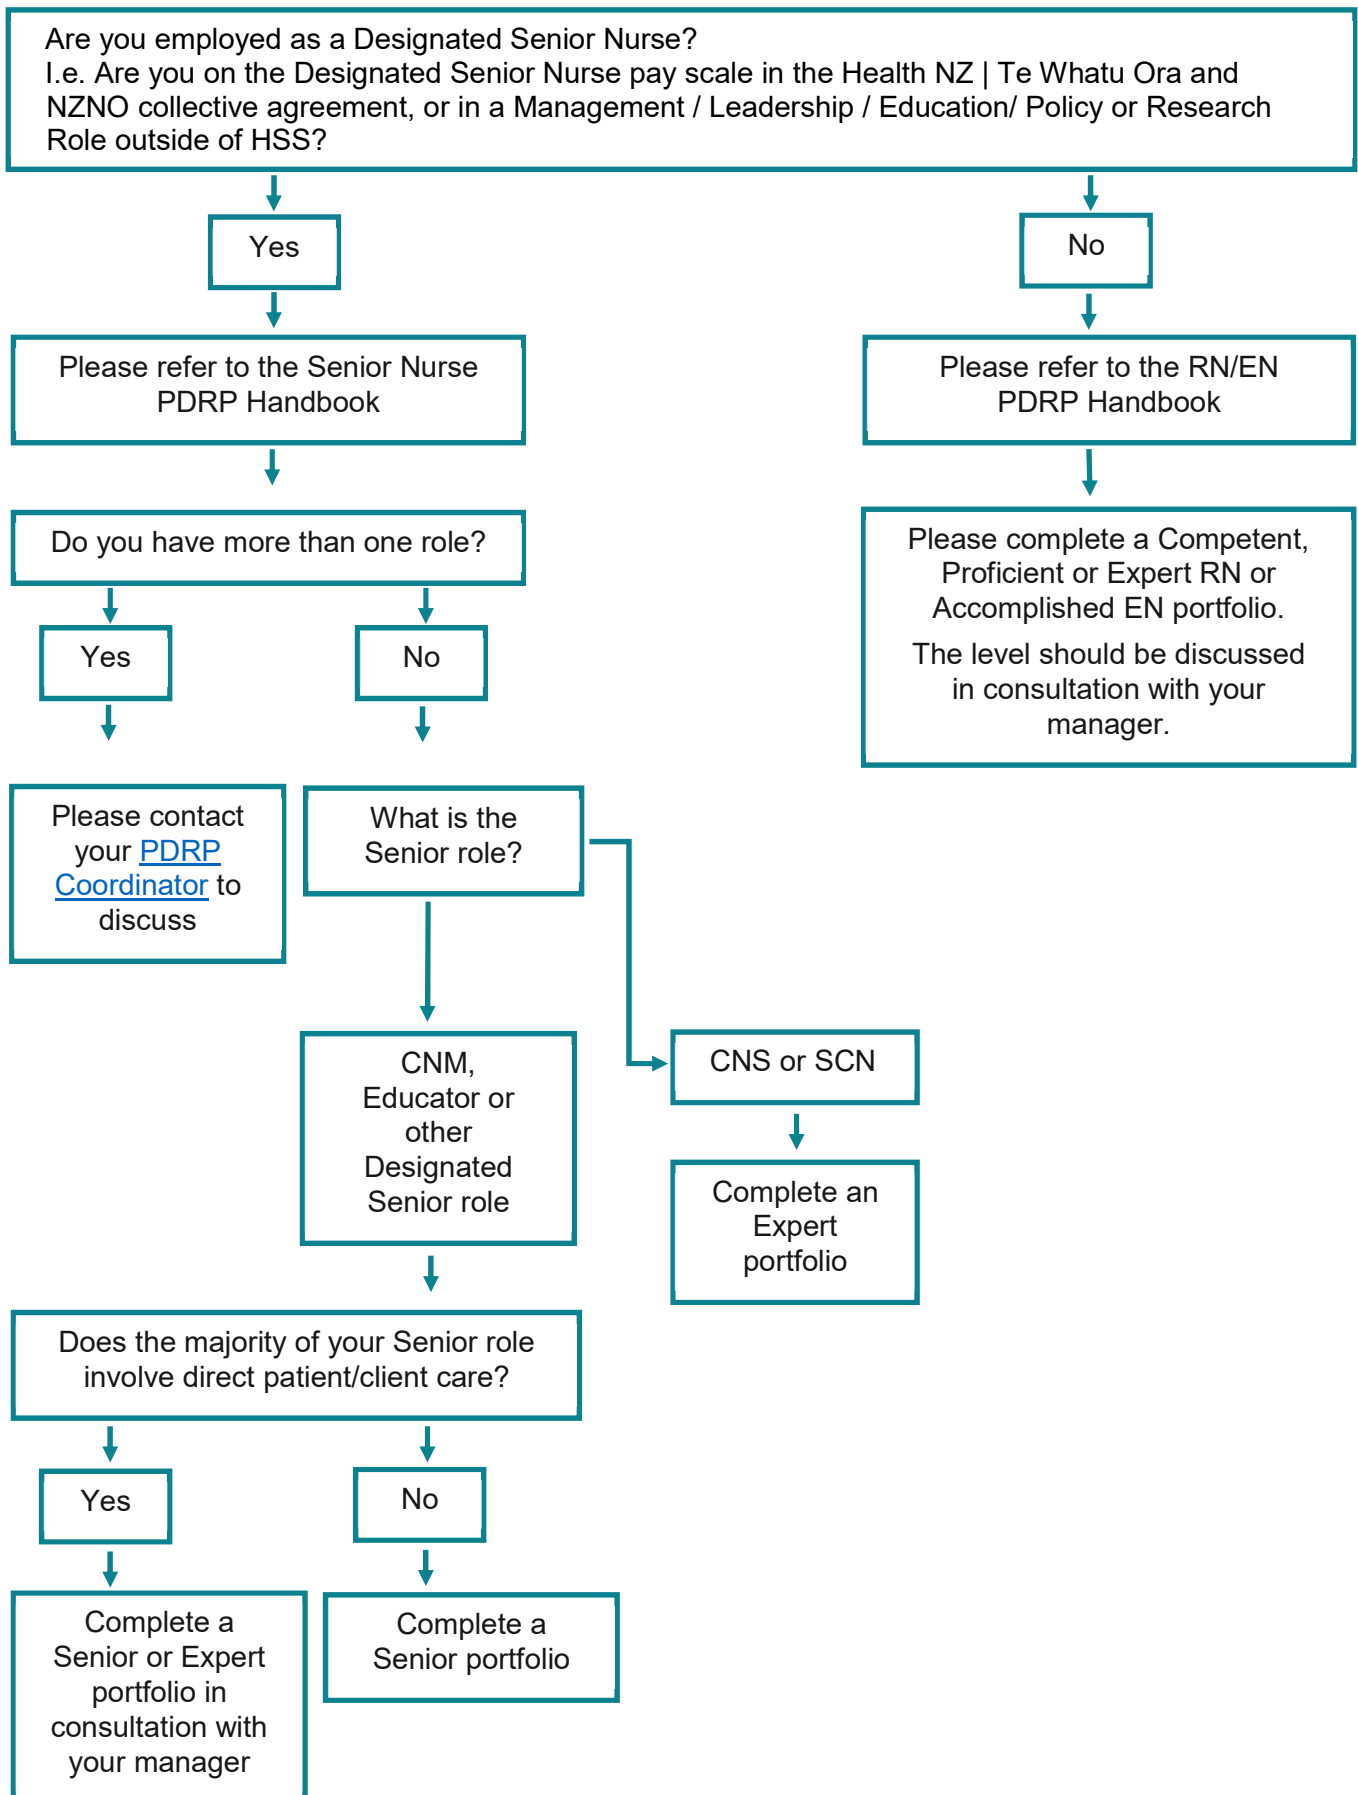 Are you employed as a Designated Senior Nurse?
I.e. Are you on the Designated Senior Nurse pay scale in the Health NZ | Te Whatu Ora and
NZNO collective agreement, or in a Management / Leadership / Education/ Policy or Research
Role outside of HSS?
Yes
No
Please refer to the Senior Nurse
PDRP Handbook
Please refer to the RN/EN
PDRP Handbook
Do you have more than one role?
Please complete a Competent,
Proficient or Expert RN or
Accomplished EN portfolio.
The level should be discussed
in consultation with your
manager.
Yes
No
Please contact
your PDRP
Coordinator to
discuss
What is the
Senior role?
CNM,
Educator or
other
Designated
Senior role
CNS or SCN
Complete an
Expert
portfolio
Does the majority of your Senior role
involve direct patient/client care?
Yes
No
Complete a
Senior or Expert
portfolio in
consultation with
your manager
Complete a
Senior portfolio